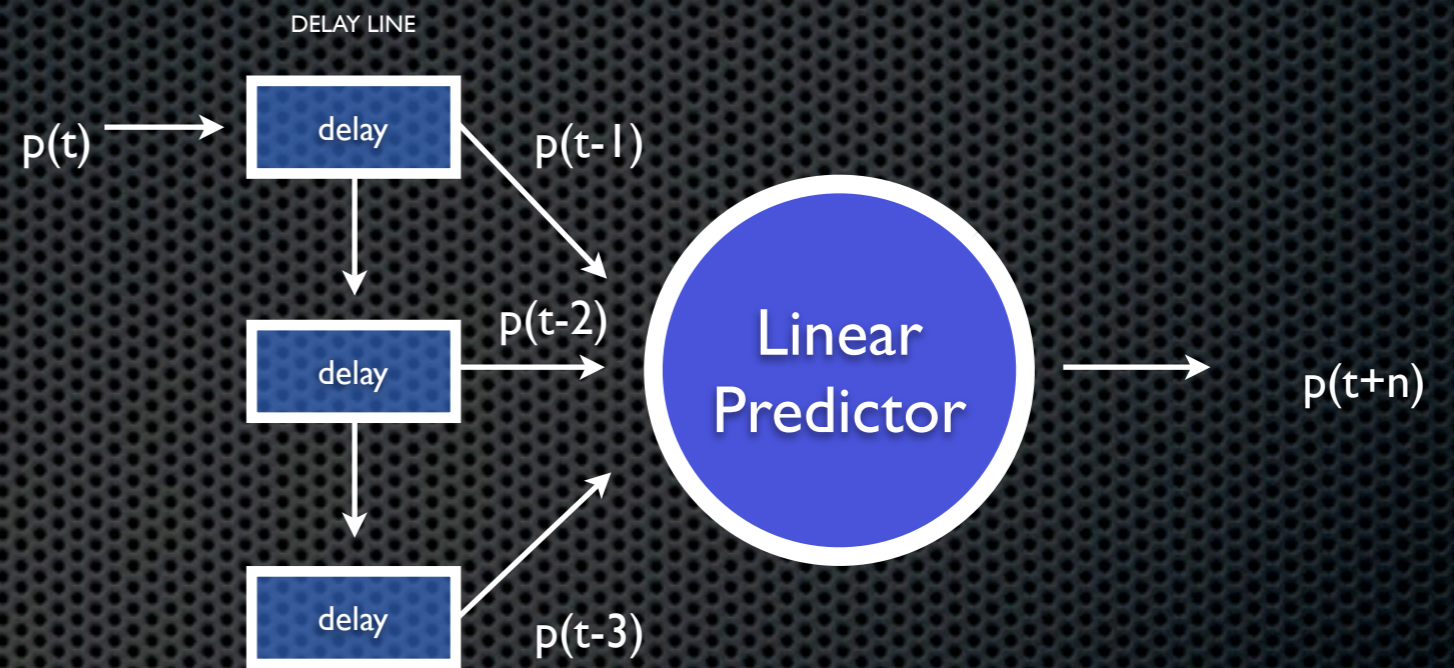 DELAY LINE
p(t)
delay
p(t-1)
delay
p(t-2)
delay
p(t-3)
Linear
Predictor
p(t+n)